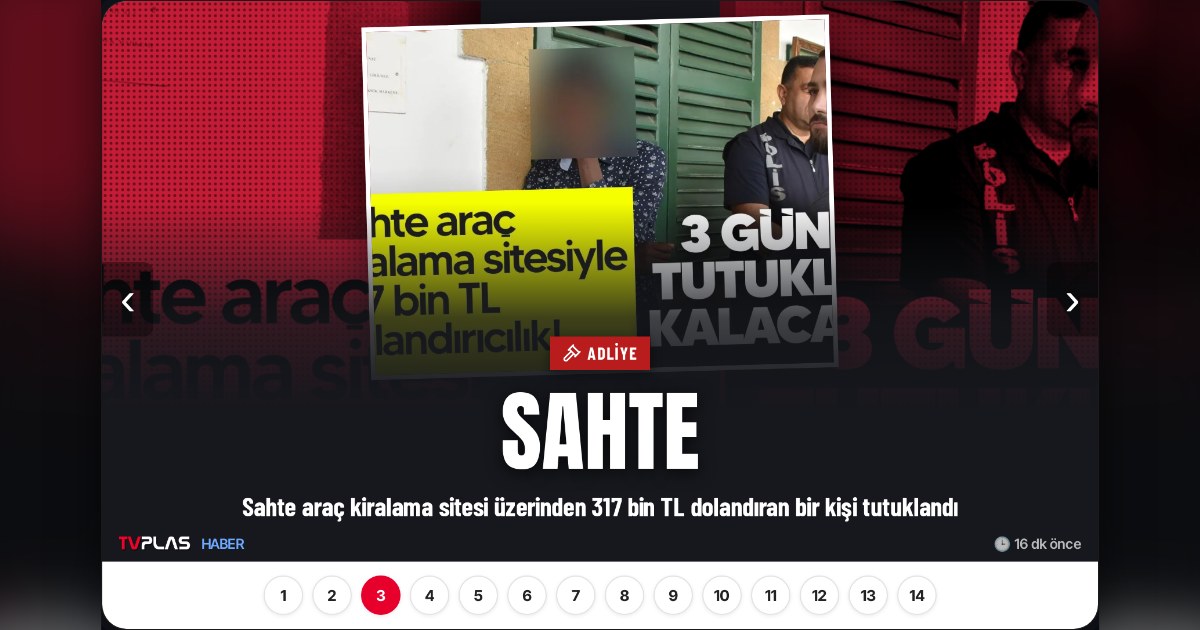 hte araç
alama sitesiyle
7 bin TL
landırıcılık!
3 GÜN
TUTUKL
KALACA
POLİS
ADLİYE
SAHTE
Sahte araç kiralama sitesi üzerinden 317 bin TL dolandıran bir kişi tutuklandı
TVPLAS HABER
16 dk önce
1 2 3 4 5 6 7 8 9 10 11 12 13 14